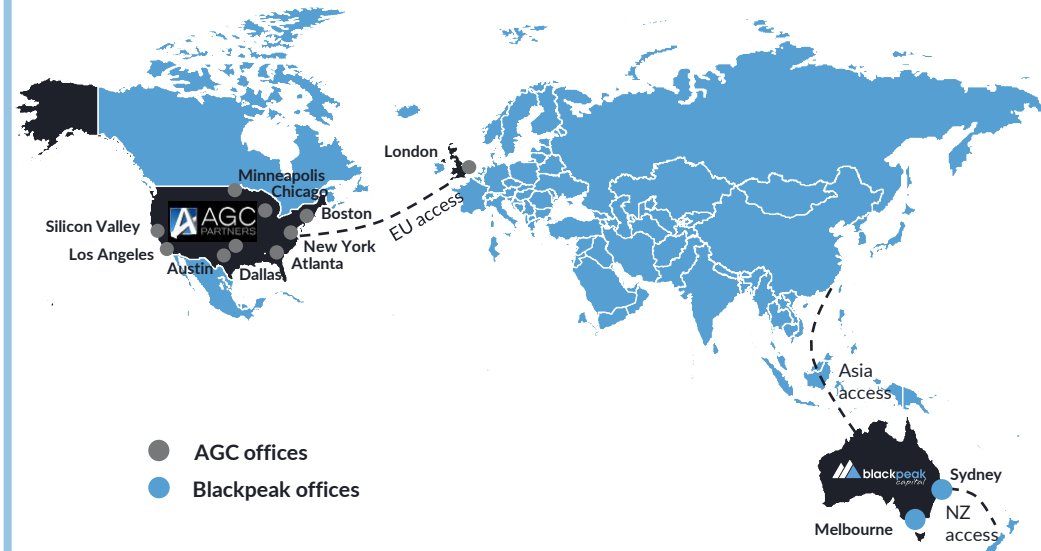 London
Minneapolis
Chicago
AGC
PARTNERS
Boston
Silicon Valley
New York
EU access
Los Angeles
Atlanta
Austin
Dallas
Asia
access
AGC offices
Blackpeak offices
blackpeak
capital
Sydney
NZ
access
Melbourne